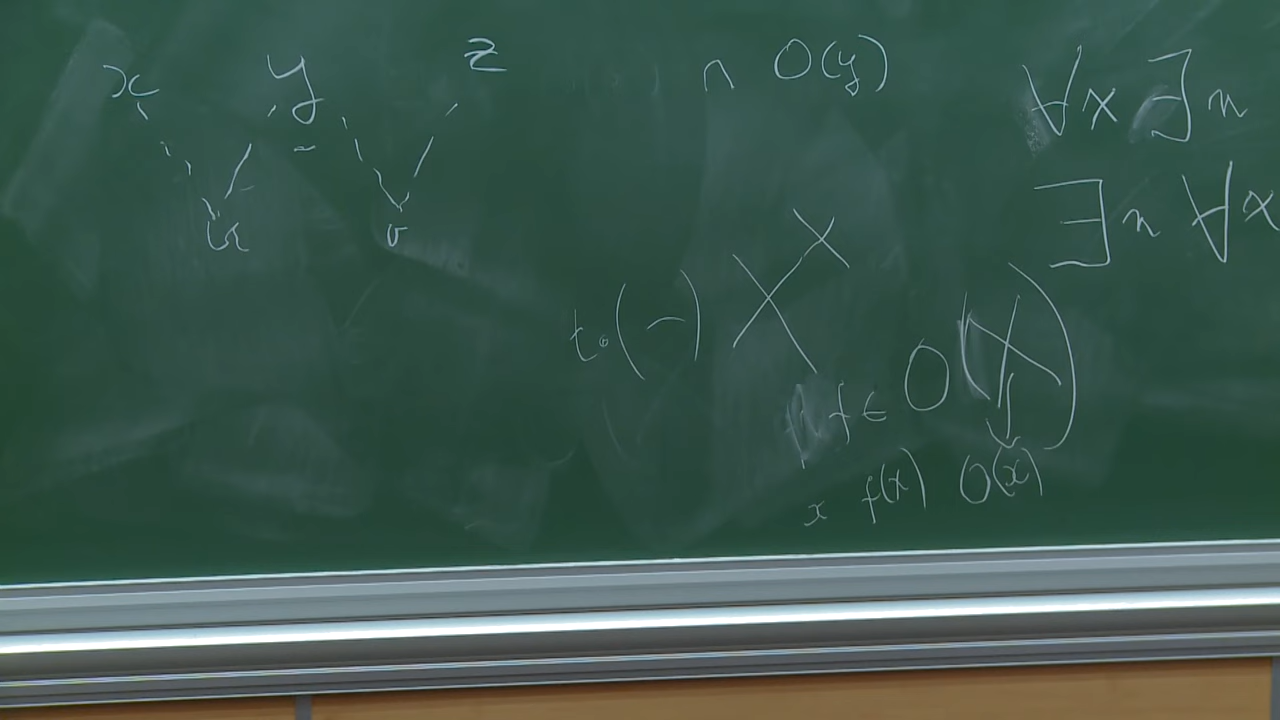 x y z ∩ O(y) ∀x ∃n
u v ∃n ∀x
t₀(-) X X
f ∈ O(X)
x f(x) O(x)